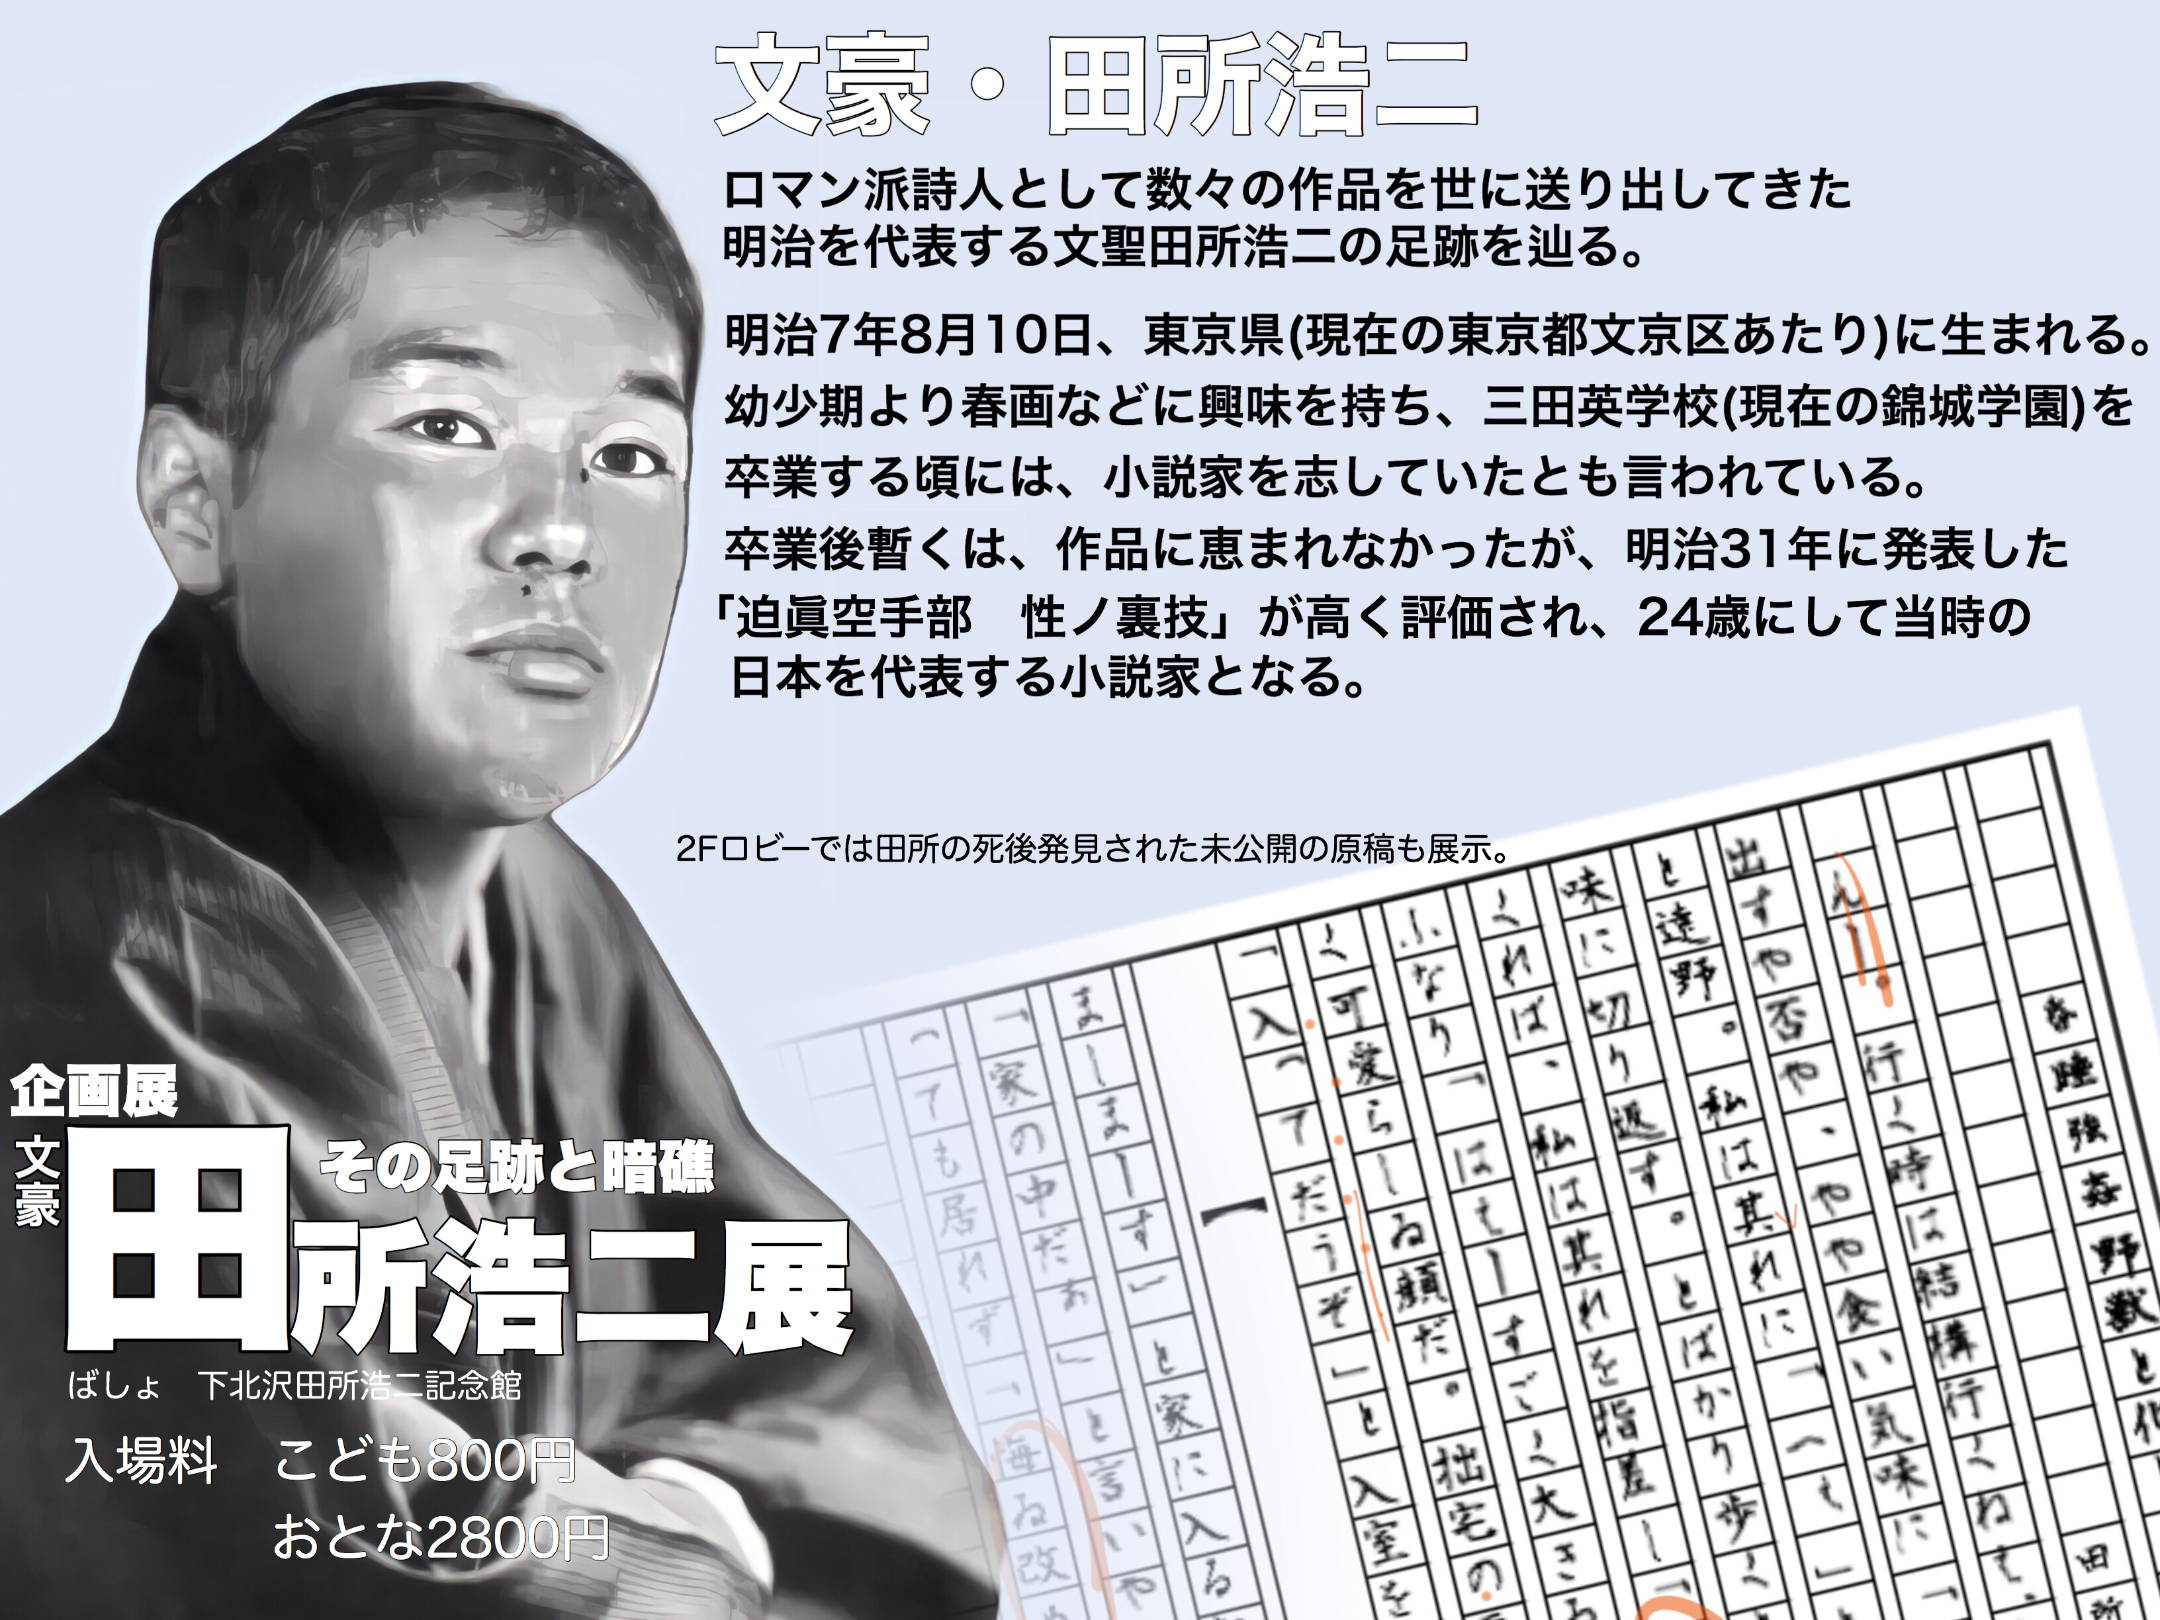 文豪・田所浩二
ロマン派詩人として数々の作品を世に送り出してきた
明治を代表する文聖田所浩二の足跡を辿る。
明治7年8月10日、東京県(現在の東京都文京区あたり)に生まれる。
幼少期より春画などに興味を持ち、三田英学校(現在の錦城学園)を
卒業する頃には、小説家を志していたとも言われている。
卒業後暫くは、作品に恵まれなかったが、明治31年に発表した
「迫眞空手部　性ノ裏技」が高く評価され、24歳にして当時の
日本を代表する小説家となる。
2Fロビーでは田所の死後発見された未公開の原稿も展示。
春睡強姦野獣と化
田所
行く時は結構行くねえ、
えー。
出すや否や、やや食い気味に「
と遠野。私は其れに「へえ」
味に切り返す。とばかり歩く
くれば、私は其れを指差し「
ふなり「はえーすごく大きい
く可愛らしゐ顔だ。拙宅の
「入って、だうぞ」と入室を
ましまーす」と家に入る
「家の中だぁ」と言いや
(ても居れず「悔ゐ改め
企画展
文豪
その足跡と暗礁
田所浩二展
ばしょ　下北沢田所浩二記念館
入場料　こども800円
おとな2800円